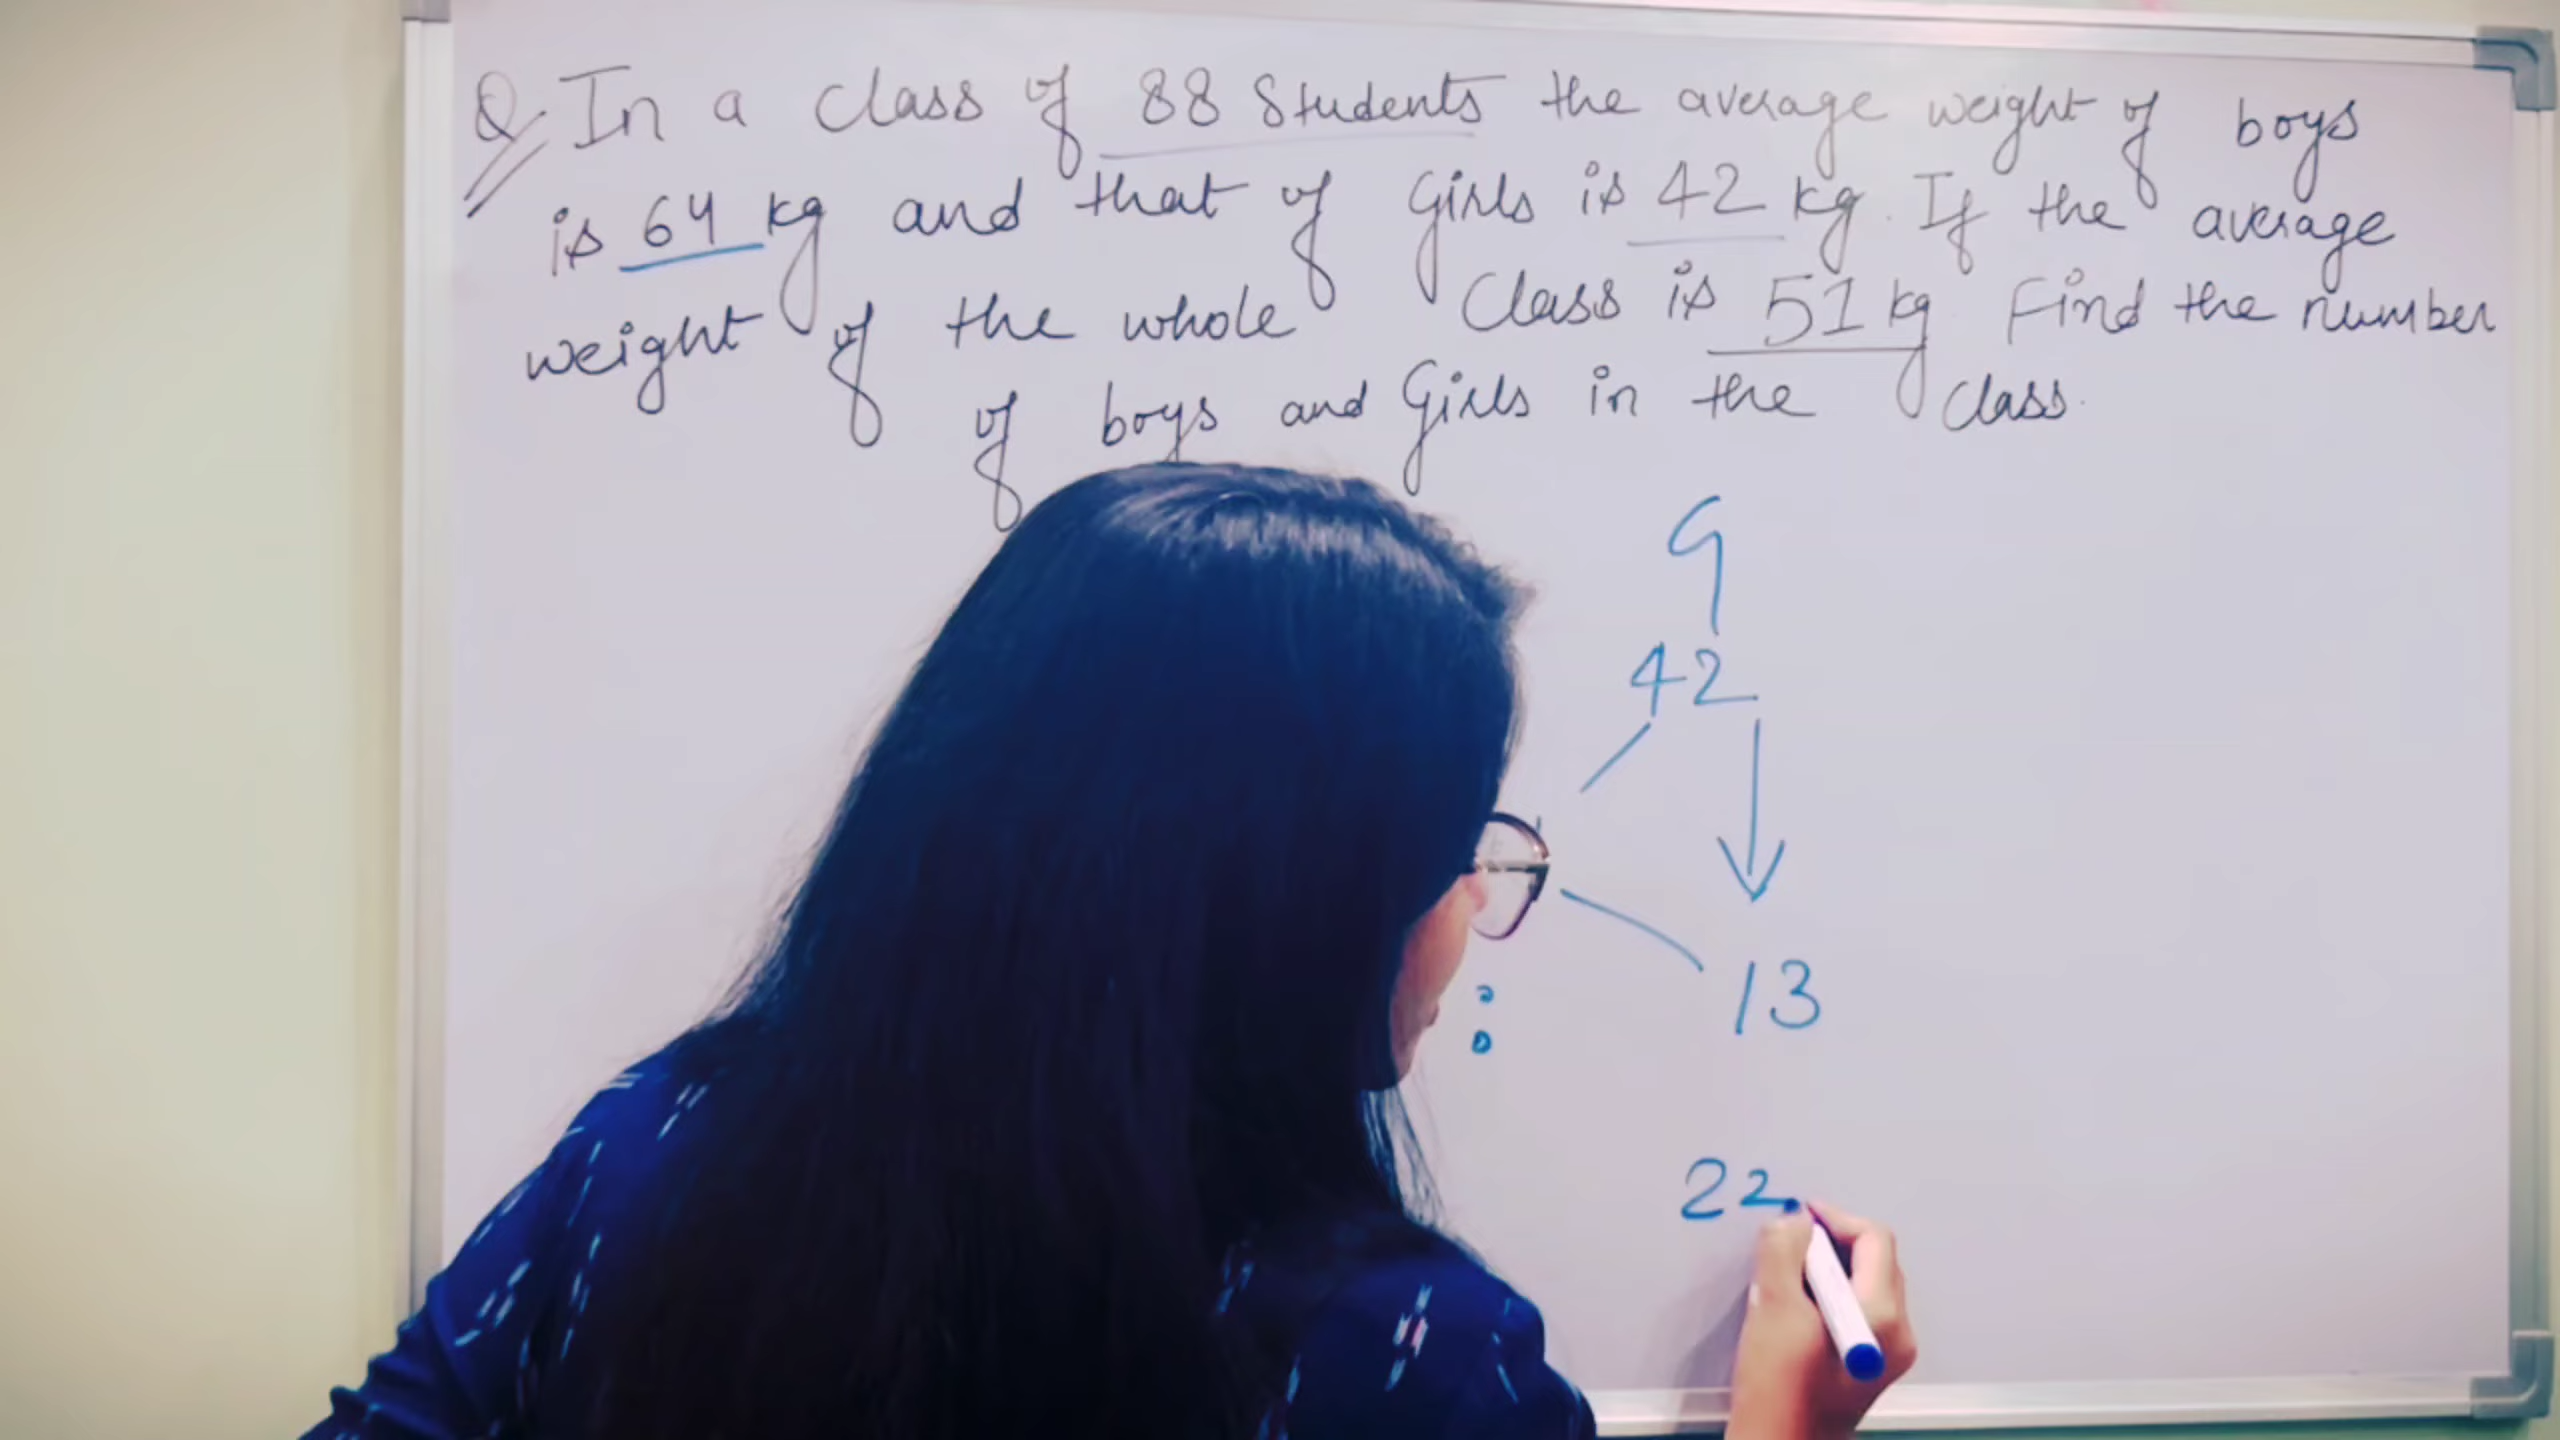 Q In a class of 88 students the average weight of boys
is 64 kg and that of Girls is 42 kg. If the average
weight of the whole Class is 51 kg Find the number
of boys and Girls in the class.
G
42
:
13
22